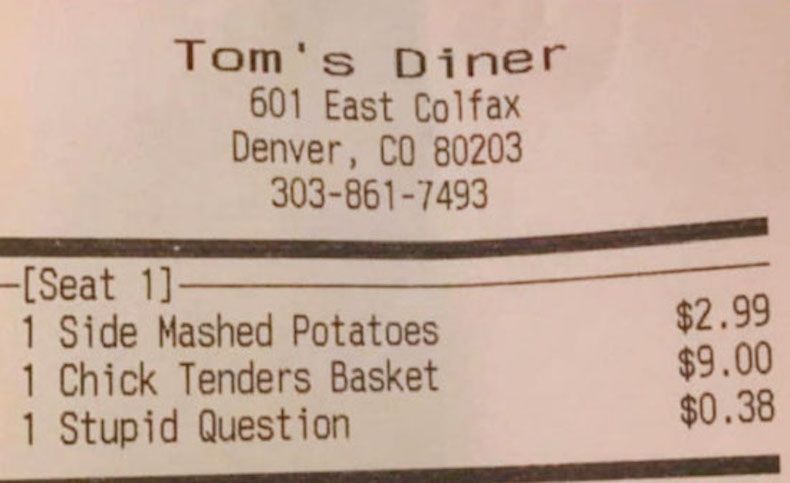 Tom's Diner
601 East Colfax
Denver, CO 80203
303-861-7493
[Seat 1]
1 Side Mashed Potatoes $2.99
1 Chick Tenders Basket $9.00
1 Stupid Question $0.38